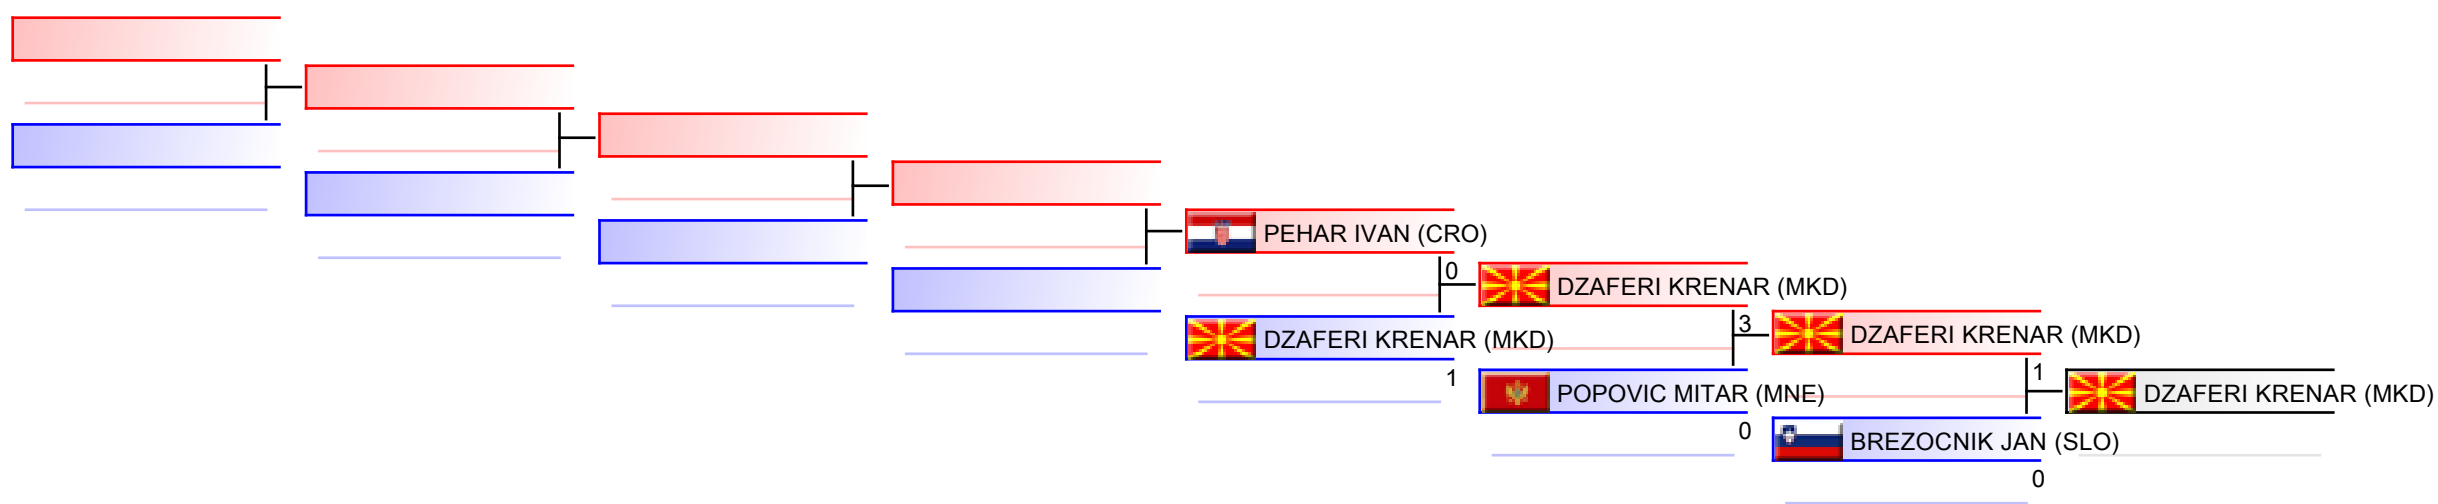 PEHAR IVAN (CRO)
0
DZAFERI KRENAR (MKD)
1
DZAFERI KRENAR (MKD)
3
POPOVIC MITAR (MNE)
0
DZAFERI KRENAR (MKD)
1
BREZOCNIK JAN (SLO)
0
DZAFERI KRENAR (MKD)